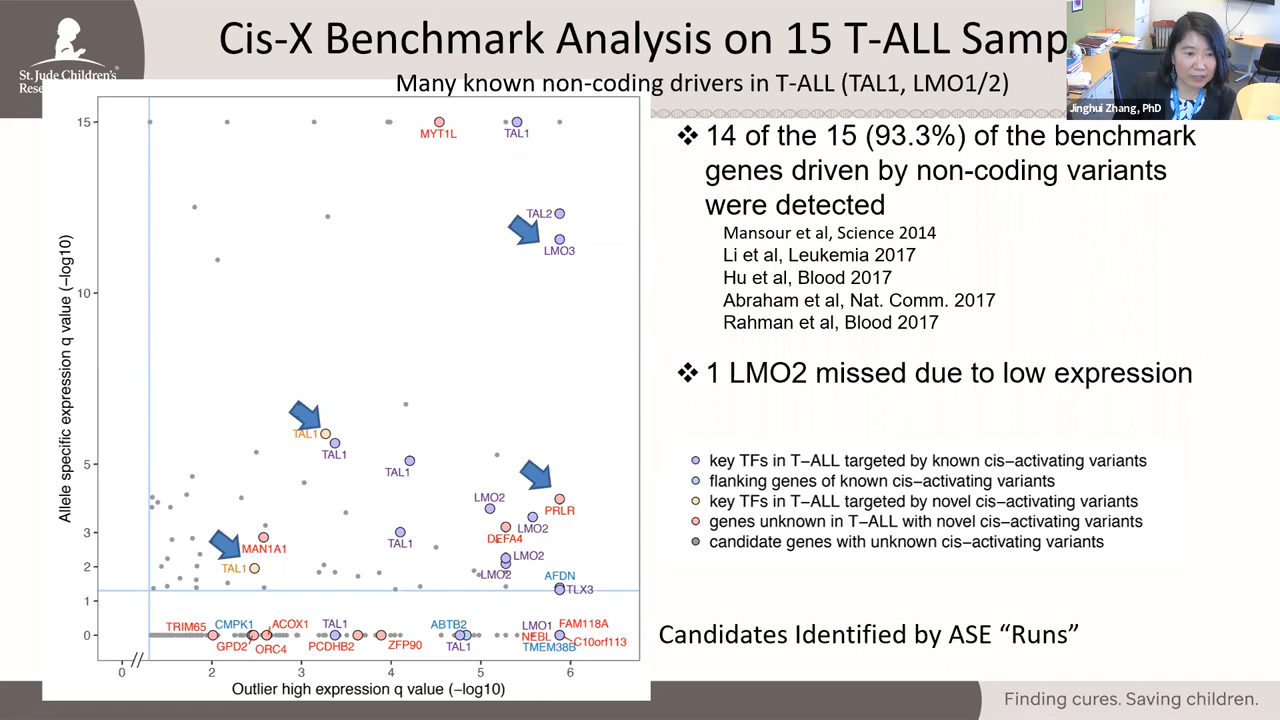 Cis-X Benchmark Analysis on 15 T-ALL Samp
St. Jude Children's
Many known non-coding drivers in T-ALL (TAL1, LMO1/2)
Jinghui Zhang, PhD
Allele specific expression q value (−log10)
15
10
5
3
2
1
0
MYT1L
TAL1
TAL2
LMO3
TAL1
TAL1
TAL1
LMO2
PRLR
LMO2
DEFA4
TAL1
MAN1A1
LMO2
TAL1
LMO2
AFDN
TLX3
TRIM65
CMPK1
ACOX1
TAL1
ABTB2
LMO1
FAM118A
NEBL
GPD2
ORC4
PCDHB2
ZFP90
TAL1
TMEM38B
C10orf113
0
2
3
4
5
6
Outlier high expression q value (−log10)
❖ 14 of the 15 (93.3%) of the benchmark
genes driven by non-coding variants
were detected
Mansour et al, Science 2014
Li et al, Leukemia 2017
Hu et al, Blood 2017
Abraham et al, Nat. Comm. 2017
Rahman et al, Blood 2017
❖ 1 LMO2 missed due to low expression
key TFs in T−ALL targeted by known cis−activating variants
flanking genes of known cis−activating variants
key TFs in T−ALL targeted by novel cis−activating variants
genes unknown in T−ALL with novel cis−activating variants
candidate genes with unknown cis−activating variants
Candidates Identified by ASE “Runs”
Finding cures. Saving children.